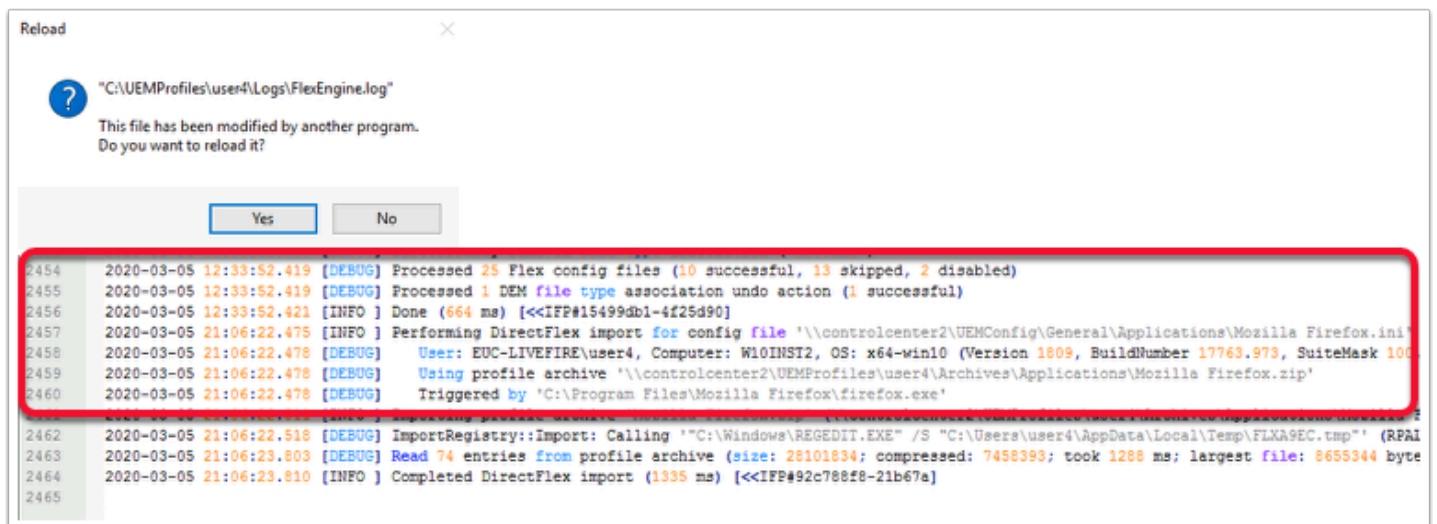 Reload
"C:\UEMProfiles\user4\Logs\FlexEngine.log"
This file has been modified by another program.
Do you want to reload it?
Yes
No
2454 2020-03-05 12:33:52.419 [DEBUG] Processed 25 Flex config files (10 successful, 13 skipped, 2 disabled)
2455 2020-03-05 12:33:52.419 [DEBUG] Processed 1 DEM file type association undo action (1 successful)
2456 2020-03-05 12:33:52.421 [INFO ] Done (664 ms) [<<IFP#15499db1-4f25d90]
2457 2020-03-05 21:06:22.475 [INFO ] Performing DirectFlex import for config file '\\controlcenter2\UEMConfig\General\Applications\Mozilla Firefox.ini'
2458 2020-03-05 21:06:22.478 [DEBUG] User: EUC-LIVEFIRE\user4, Computer: W10INST2, OS: x64-win10 (Version 1809, BuildNumber 17763.973, SuiteMask 100
2459 2020-03-05 21:06:22.478 [DEBUG] Using profile archive '\\controlcenter2\UEMProfiles\user4\Archives\Applications\Mozilla Firefox.zip'
2460 2020-03-05 21:06:22.478 [DEBUG] Triggered by 'C:\Program Files\Mozilla Firefox\firefox.exe'
2462 2020-03-05 21:06:22.518 [DEBUG] ImportRegistry::Import: Calling '"C:\Windows\REGEDIT.EXE" /S "C:\Users\user4\AppData\Local\Temp\FLXA9EC.tmp"' (RPAL
2463 2020-03-05 21:06:23.803 [DEBUG] Read 74 entries from profile archive (size: 28101834; compressed: 7458393; took 1288 ms; largest file: 8655344 byte
2464 2020-03-05 21:06:23.810 [INFO ] Completed DirectFlex import (1335 ms) [<<IFP#92c788f8-21b67a]
2465